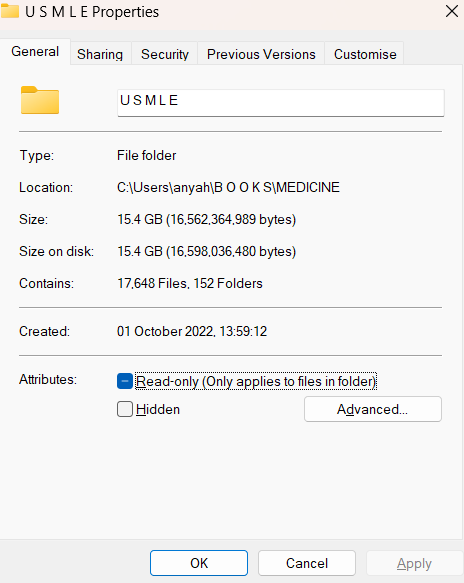 U S M L E Properties
General Sharing Security Previous Versions Customise
U S M L E
Type: File folder
Location: C:\Users\anyah\B O O K S\MEDICINE
Size: 15.4 GB (16,562,364,989 bytes)
Size on disk: 15.4 GB (16,598,036,480 bytes)
Contains: 17,648 Files, 152 Folders
Created: 01 October 2022, 13:59:12
Attributes: Read-only (Only applies to files in folder)
Hidden Advanced...
OK Cancel Apply